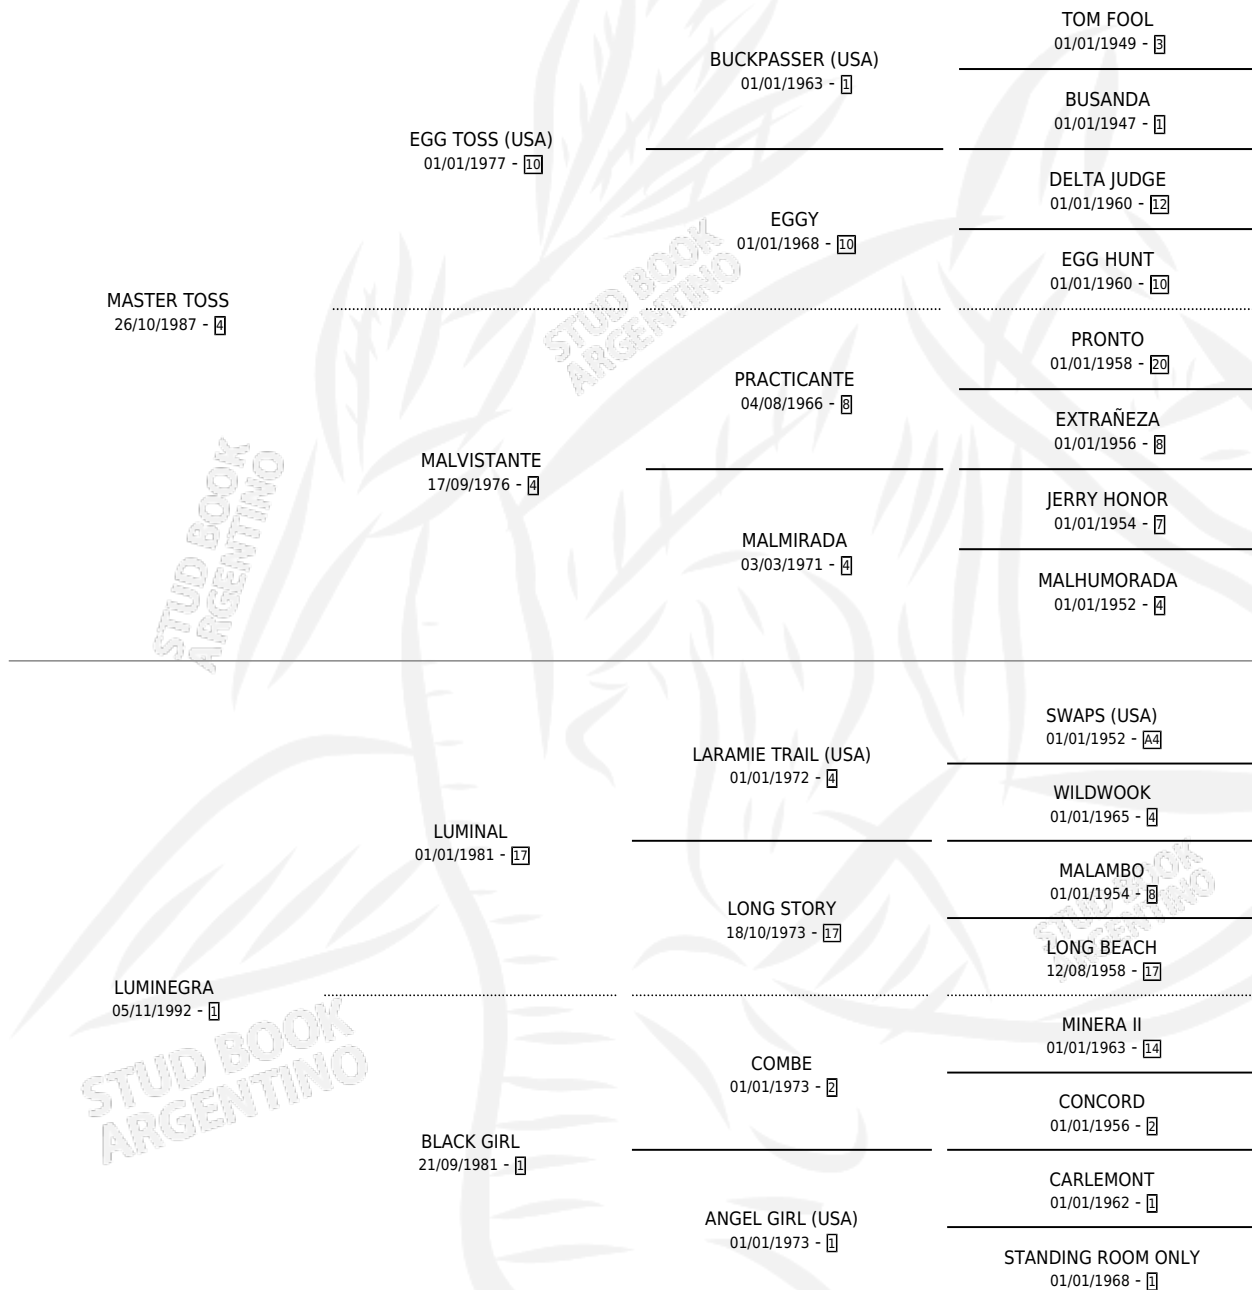 TOM FOOL
01/01/1949 - 3
BUCKPASSER (USA)
01/01/1963 - 1
BUSANDA
01/01/1947 - 1
EGG TOSS (USA)
01/01/1977 - 10
DELTA JUDGE
01/01/1960 - 12
EGGY
01/01/1968 - 10
EGG HUNT
01/01/1960 - 10
MASTER TOSS
26/10/1987 - 4
PRONTO
01/01/1958 - 20
PRACTICANTE
04/08/1966 - 8
EXTRAÑEZA
01/01/1956 - 8
MALVISTANTE
17/09/1976 - 4
JERRY HONOR
01/01/1954 - 7
MALMIRADA
03/03/1971 - 4
MALHUMORADA
01/01/1952 - 4
SWAPS (USA)
01/01/1952 - A4
LARAMIE TRAIL (USA)
01/01/1972 - 4
WILDWOOK
01/01/1965 - 4
LUMINAL
01/01/1981 - 17
MALAMBO
01/01/1954 - 8
LONG STORY
18/10/1973 - 17
LONG BEACH
12/08/1958 - 17
LUMINEGRA
05/11/1992 - 1
MINERA II
01/01/1963 - 14
COMBE
01/01/1973 - 2
CONCORD
01/01/1956 - 2
BLACK GIRL
21/09/1981 - 1
CARLEMONT
01/01/1962 - 1
ANGEL GIRL (USA)
01/01/1973 - 1
STANDING ROOM ONLY
01/01/1968 - 1
STUD BOOK
ARGENTINO
STUD BOOK
ARGENTINO
STUD BOOK
ARGENTINO
STUD BOOK
ARGENTINO